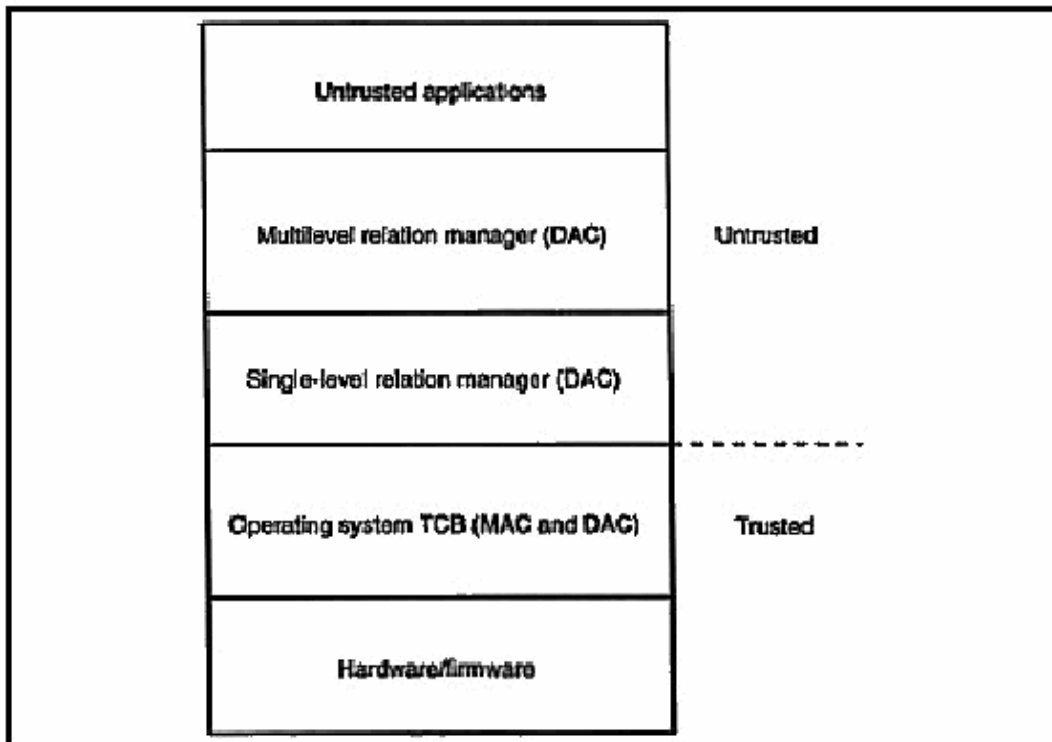 Untrusted applications
Multilevel relation manager (DAC)
Untrusted
Single-level relation manager (DAC)
Operating system TCB (MAC and DAC)
Trusted
Hardware/firmware